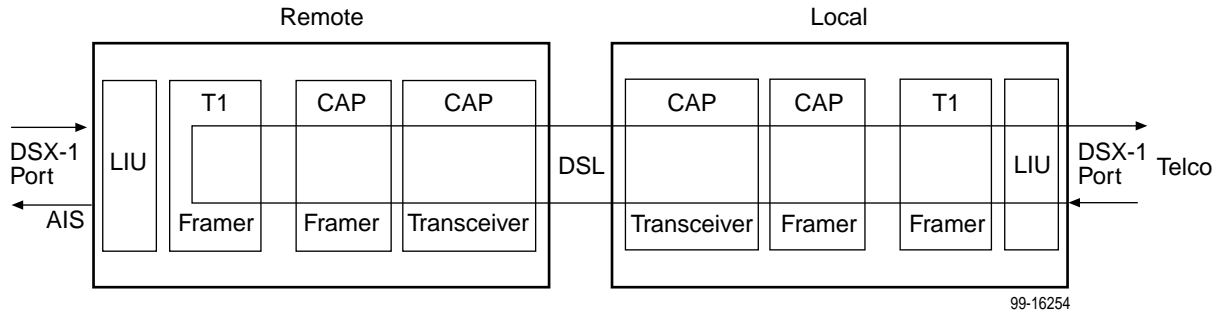 Remote
Local
LIU
T1
CAP
CAP
CAP
CAP
T1
LIU
DSX-1
Port
AIS
DSL
DSX-1
Port
Telco
Framer
Framer
Transceiver
Transceiver
Framer
Framer
99-16254